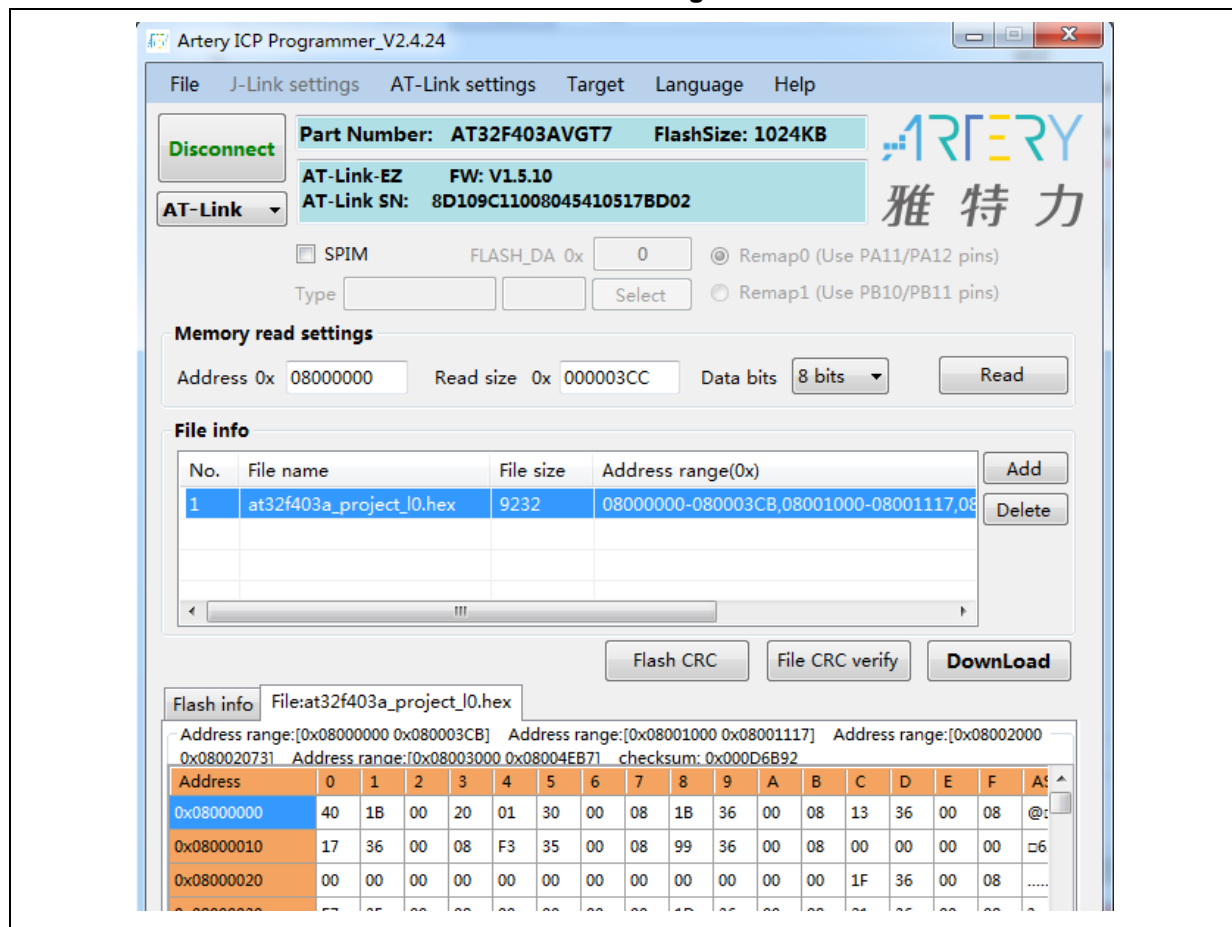 Artery ICP Programmer_V2.4.24
File J-Link settings AT-Link settings Target Language Help
Disconnect
Part Number: AT32F403AVGT7 FlashSize: 1024KB
AT-Link-EZ FW: V1.5.10
AT-Link SN: 8D109C11008045410517BD02
AT-Link
ARTERY
雅特力
SPIM FLASH_DA 0x 0 Remap0 (Use PA11/PA12 pins)
Type Select Remap1 (Use PB10/PB11 pins)
Memory read settings
Address 0x 08000000 Read size 0x 000003CC Data bits 8 bits Read
File info
No. File name File size Address range(0x) Add
1 at32f403a_project_l0.hex 9232 08000000-080003CB,08001000-08001117,08 Delete
Flash CRC File CRC verify DownLoad
Flash info File:at32f403a_project_l0.hex
Address range:[0x08000000 0x080003CB] Address range:[0x08001000 0x08001117] Address range:[0x08002000
0x08002073] Address range:[0x08003000 0x08004EB7] checksum: 0x000D6B92
Address 0 1 2 3 4 5 6 7 8 9 A B C D E F
0x08000000 40 1B 00 20 01 30 00 08 1B 36 00 08 13 36 00 08 @
0x08000010 17 36 00 08 F3 35 00 08 99 36 00 08 00 00 00 00 □6
0x08000020 00 00 00 00 00 00 00 00 00 00 00 00 1F 36 00 08 .....